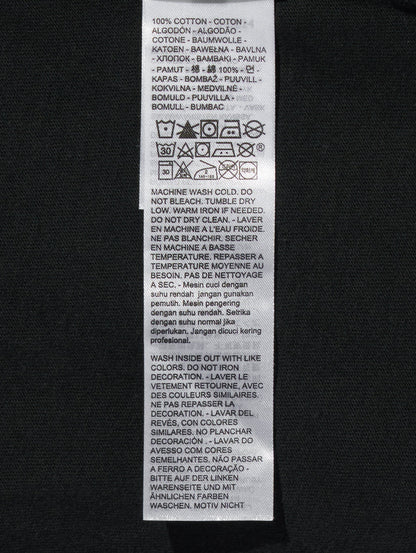 100% COTTON - COTON -
ALGODÓN - ALGODÃO -
COTONE - BAUMWOLLE -
KATOEN - BAWEŁNA - BAVLNA
- ХЛОПОК - BAMBAKI - PAMUK
- PAMUT - 棉 - 綿 100% - 면 -
KAPAS - BOMBAŽ - PUUVILL -
KOKVILNA - MEDVILNĖ -
BOMULD - PUUVILLA -
BOMULL - BUMBAC
30
®
30
MACHINE WASH COLD. DO
NOT BLEACH. TUMBLE DRY
LOW. WARM IRON IF NEEDED.
DO NOT DRY CLEAN. - LAVER
EN MACHINE A L'EAU FROIDE.
NE PAS BLANCHIR. SECHER
EN MACHINE A BASSE
TEMPERATURE. REPASSER A
TEMPERATURE MOYENNE AU
BESOIN. PAS DE NETTOYAGE
A SEC. - Mesin cuci dengan
suhu rendah jangan gunakan
pemutih. Mesin pengering
dengan suhu rendah. Setrika
dengan suhu normal jika
diperlukan. Jangan dicuci kering
profesional.
WASH INSIDE OUT WITH LIKE
COLORS. DO NOT IRON
DECORATION. - LAVER LE
VETEMENT RETOURNE, AVEC
DES COULEURS SIMILAIRES.
NE PAS REPASSER LA
DECORATION. - LAVAR DEL
REVÉS, CON COLORES
SIMILARES. NO PLANCHAR
DECORACIÓN . - LAVAR DO
AVESSO COM CORES
SEMELHANTES. NÃO PASSAR
A FERRO A DECORAÇÃO -
BITTE AUF DER LINKEN
WARENSEITE UND MIT
ÄHNLICHEN FARBEN
WASCHEN. MOTIV NICHT